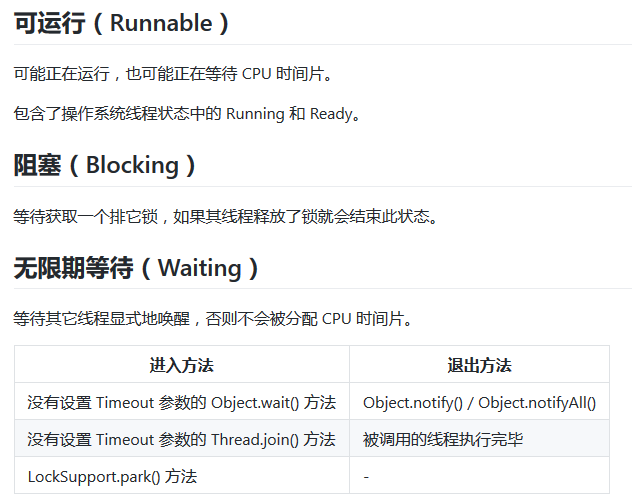 可运行（Runnable）
可能正在运行，也可能正在等待 CPU 时间片。
包含了操作系统线程状态中的 Running 和 Ready。
阻塞（Blocking）
等待获取一个排它锁，如果其线程释放了锁就会结束此状态。
无限期等待（Waiting）
等待其它线程显式地唤醒，否则不会被分配 CPU 时间片。
进入方法 退出方法
没有设置 Timeout 参数的 Object.wait() 方法 Object.notify() / Object.notifyAll()
没有设置 Timeout 参数的 Thread.join() 方法 被调用的线程执行完毕
LockSupport.park() 方法 -